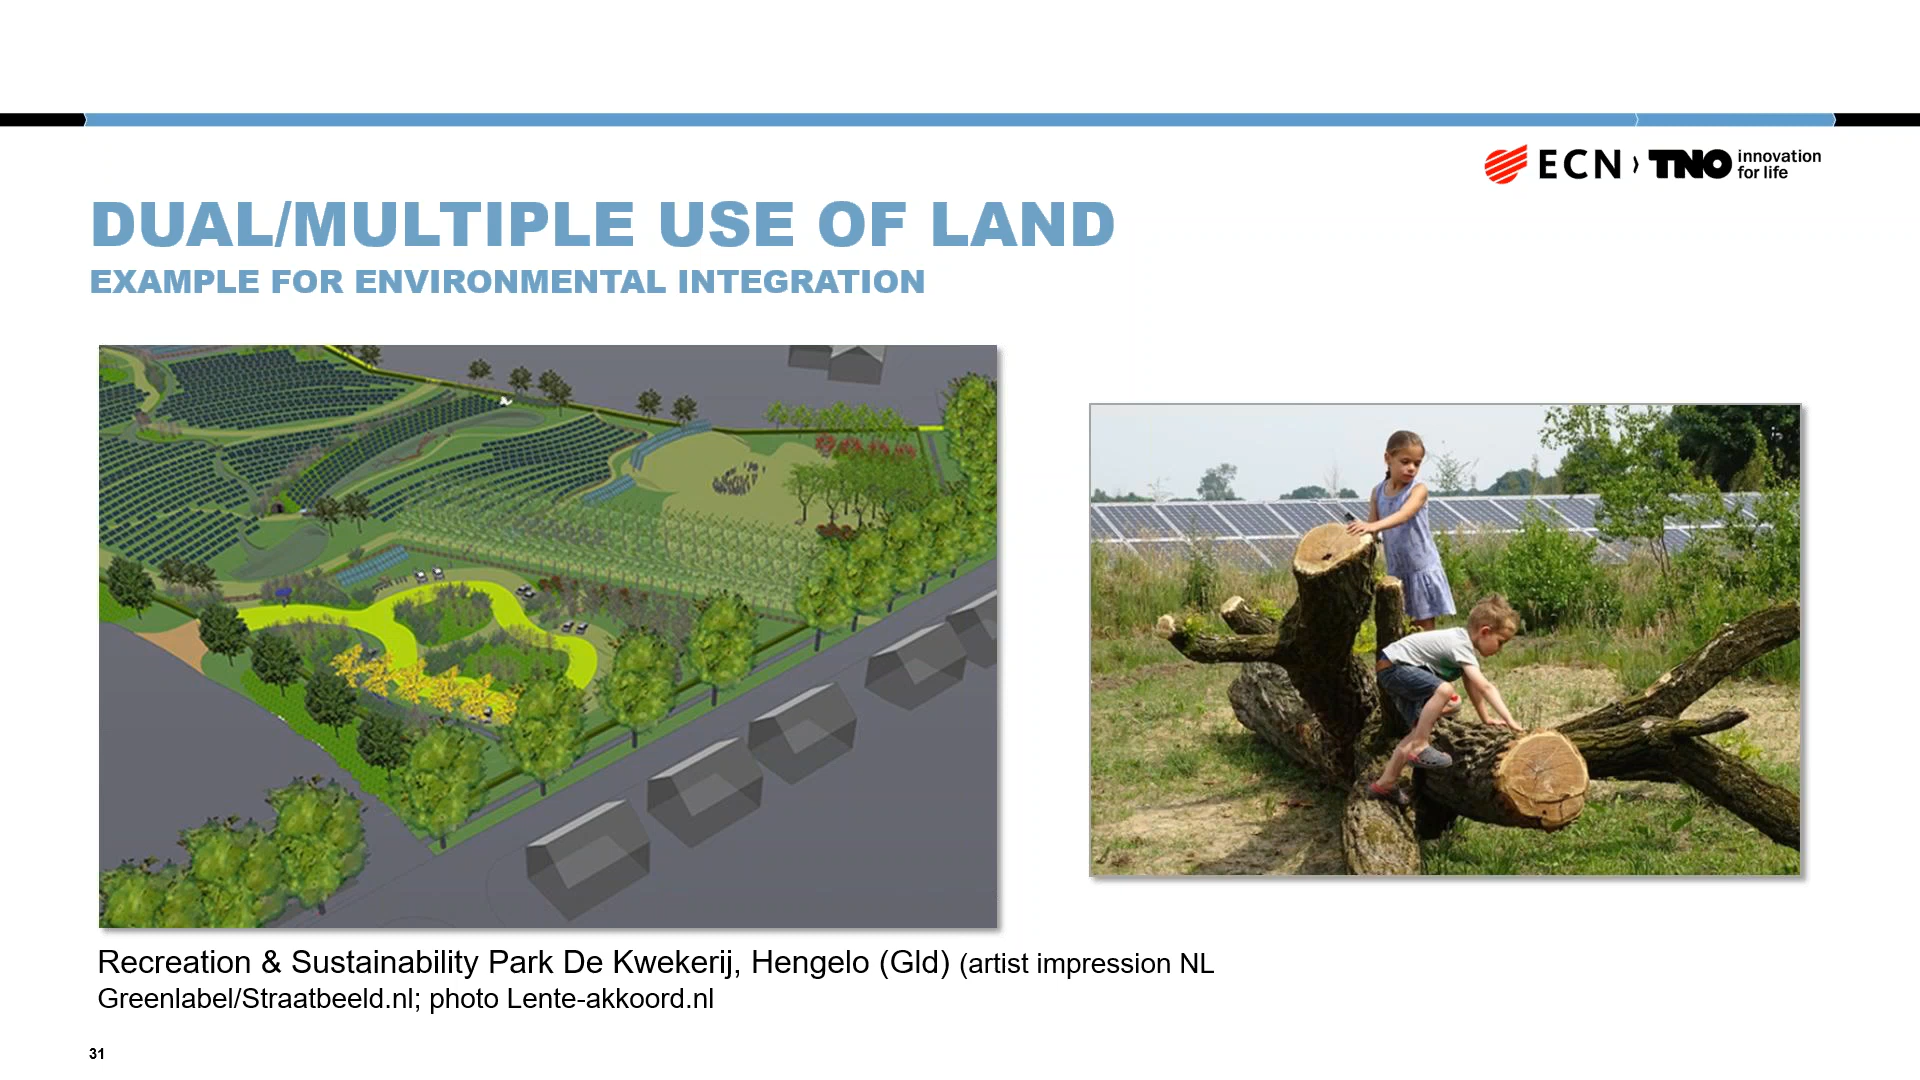 ECN TNO innovation
for life
DUAL/MULTIPLE USE OF LAND
EXAMPLE FOR ENVIRONMENTAL INTEGRATION
Recreation & Sustainability Park De Kwekerij, Hengelo (Gld) (artist impression NL
Greenlabel/Straatbeeld.nl; photo Lente-akkoord.nl
31